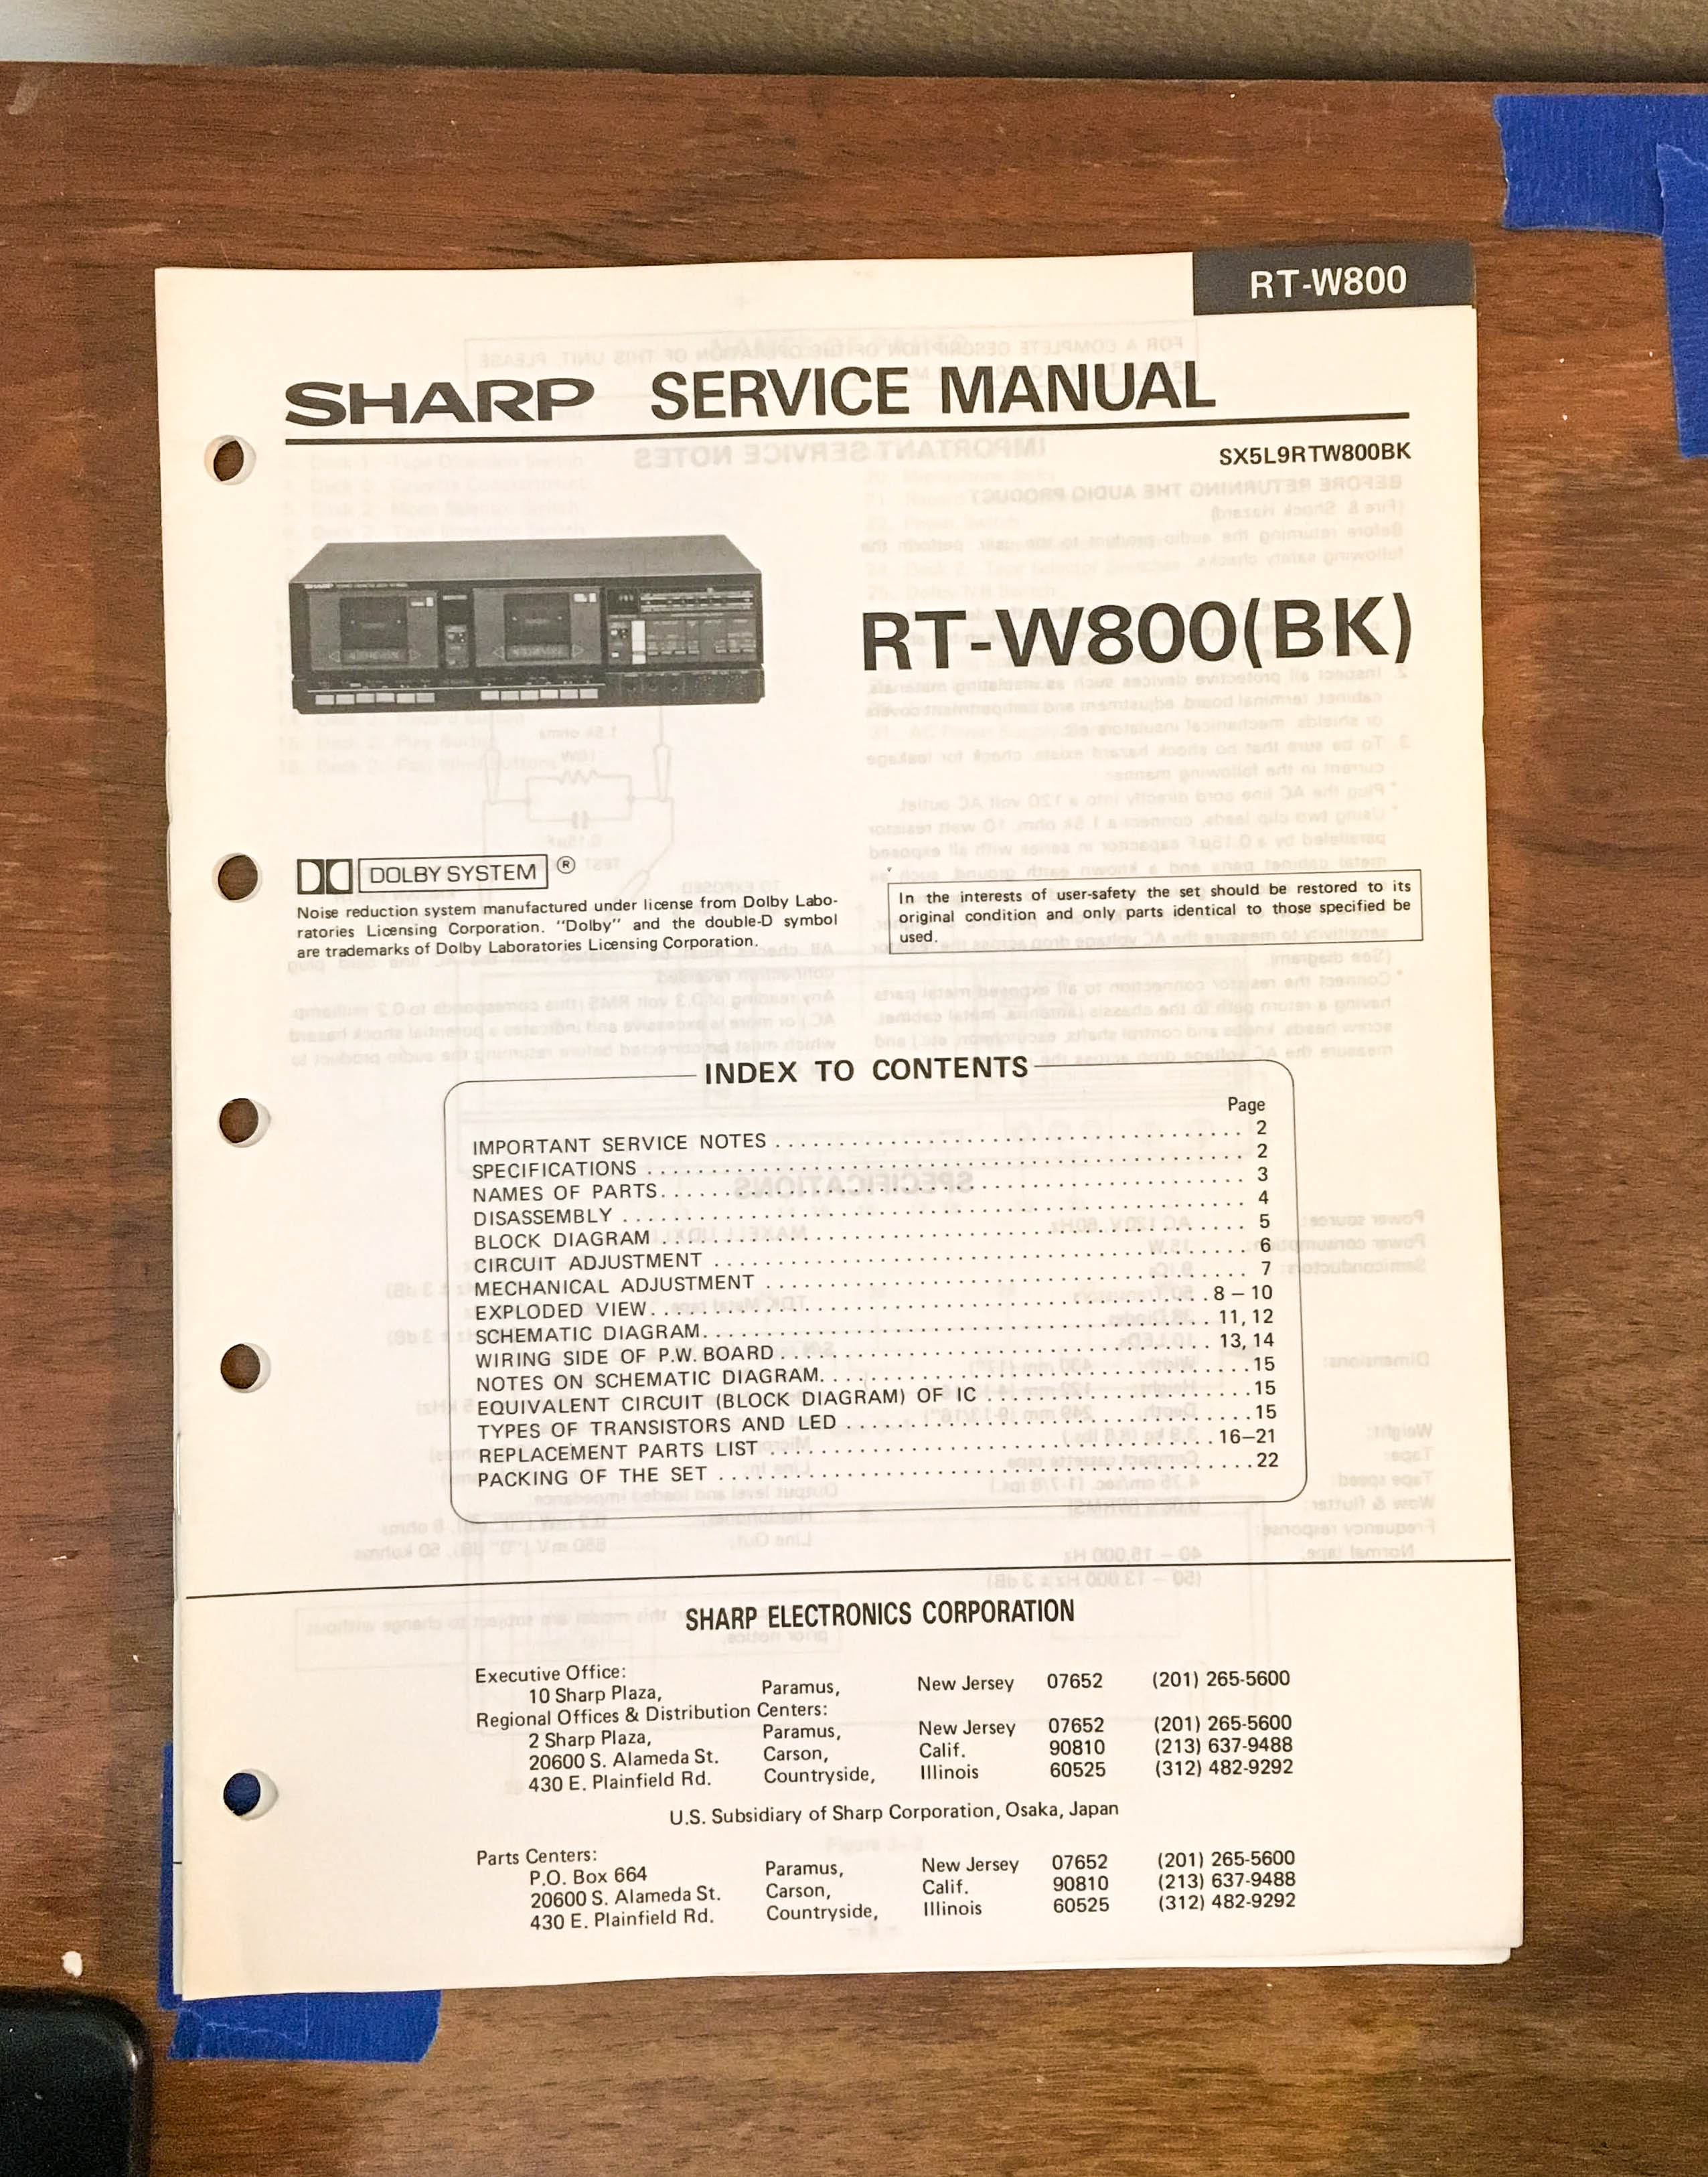 RT-W800
SHARP SERVICE MANUAL
SX5L9RTW800BK
SHARP
RT-W800(BK)
DOLBY SYSTEM ®
Noise reduction system manufactured under license from Dolby Labo-
ratories Licensing Corporation. "Dolby" and the double-D symbol
are trademarks of Dolby Laboratories Licensing Corporation.
In the interests of user-safety the set should be restored to its
original condition and only parts identical to those specified be
used.
INDEX TO CONTENTS
Page
IMPORTANT SERVICE NOTES . . . . . . . . . . . . . . . . . . . . 2
SPECIFICATIONS . . . . . . . . . . . . . . . . . . . . 2
NAMES OF PARTS. . . . . . . . . . . . . . . . . . . . 3
DISASSEMBLY . . . . . . . . . . . . . . . . . . . . 4
BLOCK DIAGRAM . . . . . . . . . . . . . . . . . . . . 5
CIRCUIT ADJUSTMENT . . . . . . . . . . . . . . . . . . . . 6
MECHANICAL ADJUSTMENT . . . . . . . . . . . . . . . . . . . . 7
EXPLODED VIEW. . . . . . . . . . . . . . . . . . . . 8 – 10
SCHEMATIC DIAGRAM. . . . . . . . . . . . . . . . . . . . 11, 12
WIRING SIDE OF P.W. BOARD . . . . . . . . . . . . . . . . . . . . 13, 14
NOTES ON SCHEMATIC DIAGRAM. . . . . . . . . . . . . . . . . . . . 15
EQUIVALENT CIRCUIT (BLOCK DIAGRAM) OF IC . . . . . . . . . . . . . . . . . . . . 15
TYPES OF TRANSISTORS AND LED . . . . . . . . . . . . . . . . . . . . 15
REPLACEMENT PARTS LIST . . . . . . . . . . . . . . . . . . . . 16–21
PACKING OF THE SET . . . . . . . . . . . . . . . . . . . . 22
SHARP ELECTRONICS CORPORATION
Executive Office:
10 Sharp Plaza, Paramus, New Jersey 07652 (201) 265-5600
Regional Offices & Distribution Centers:
2 Sharp Plaza, Paramus, New Jersey 07652 (201) 265-5600
20600 S. Alameda St. Carson, Calif. 90810 (213) 637-9488
430 E. Plainfield Rd. Countryside, Illinois 60525 (312) 482-9292
U.S. Subsidiary of Sharp Corporation, Osaka, Japan
Parts Centers:
P.O. Box 664 Paramus, New Jersey 07652 (201) 265-5600
20600 S. Alameda St. Carson, Calif. 90810 (213) 637-9488
430 E. Plainfield Rd. Countryside, Illinois 60525 (312) 482-9292